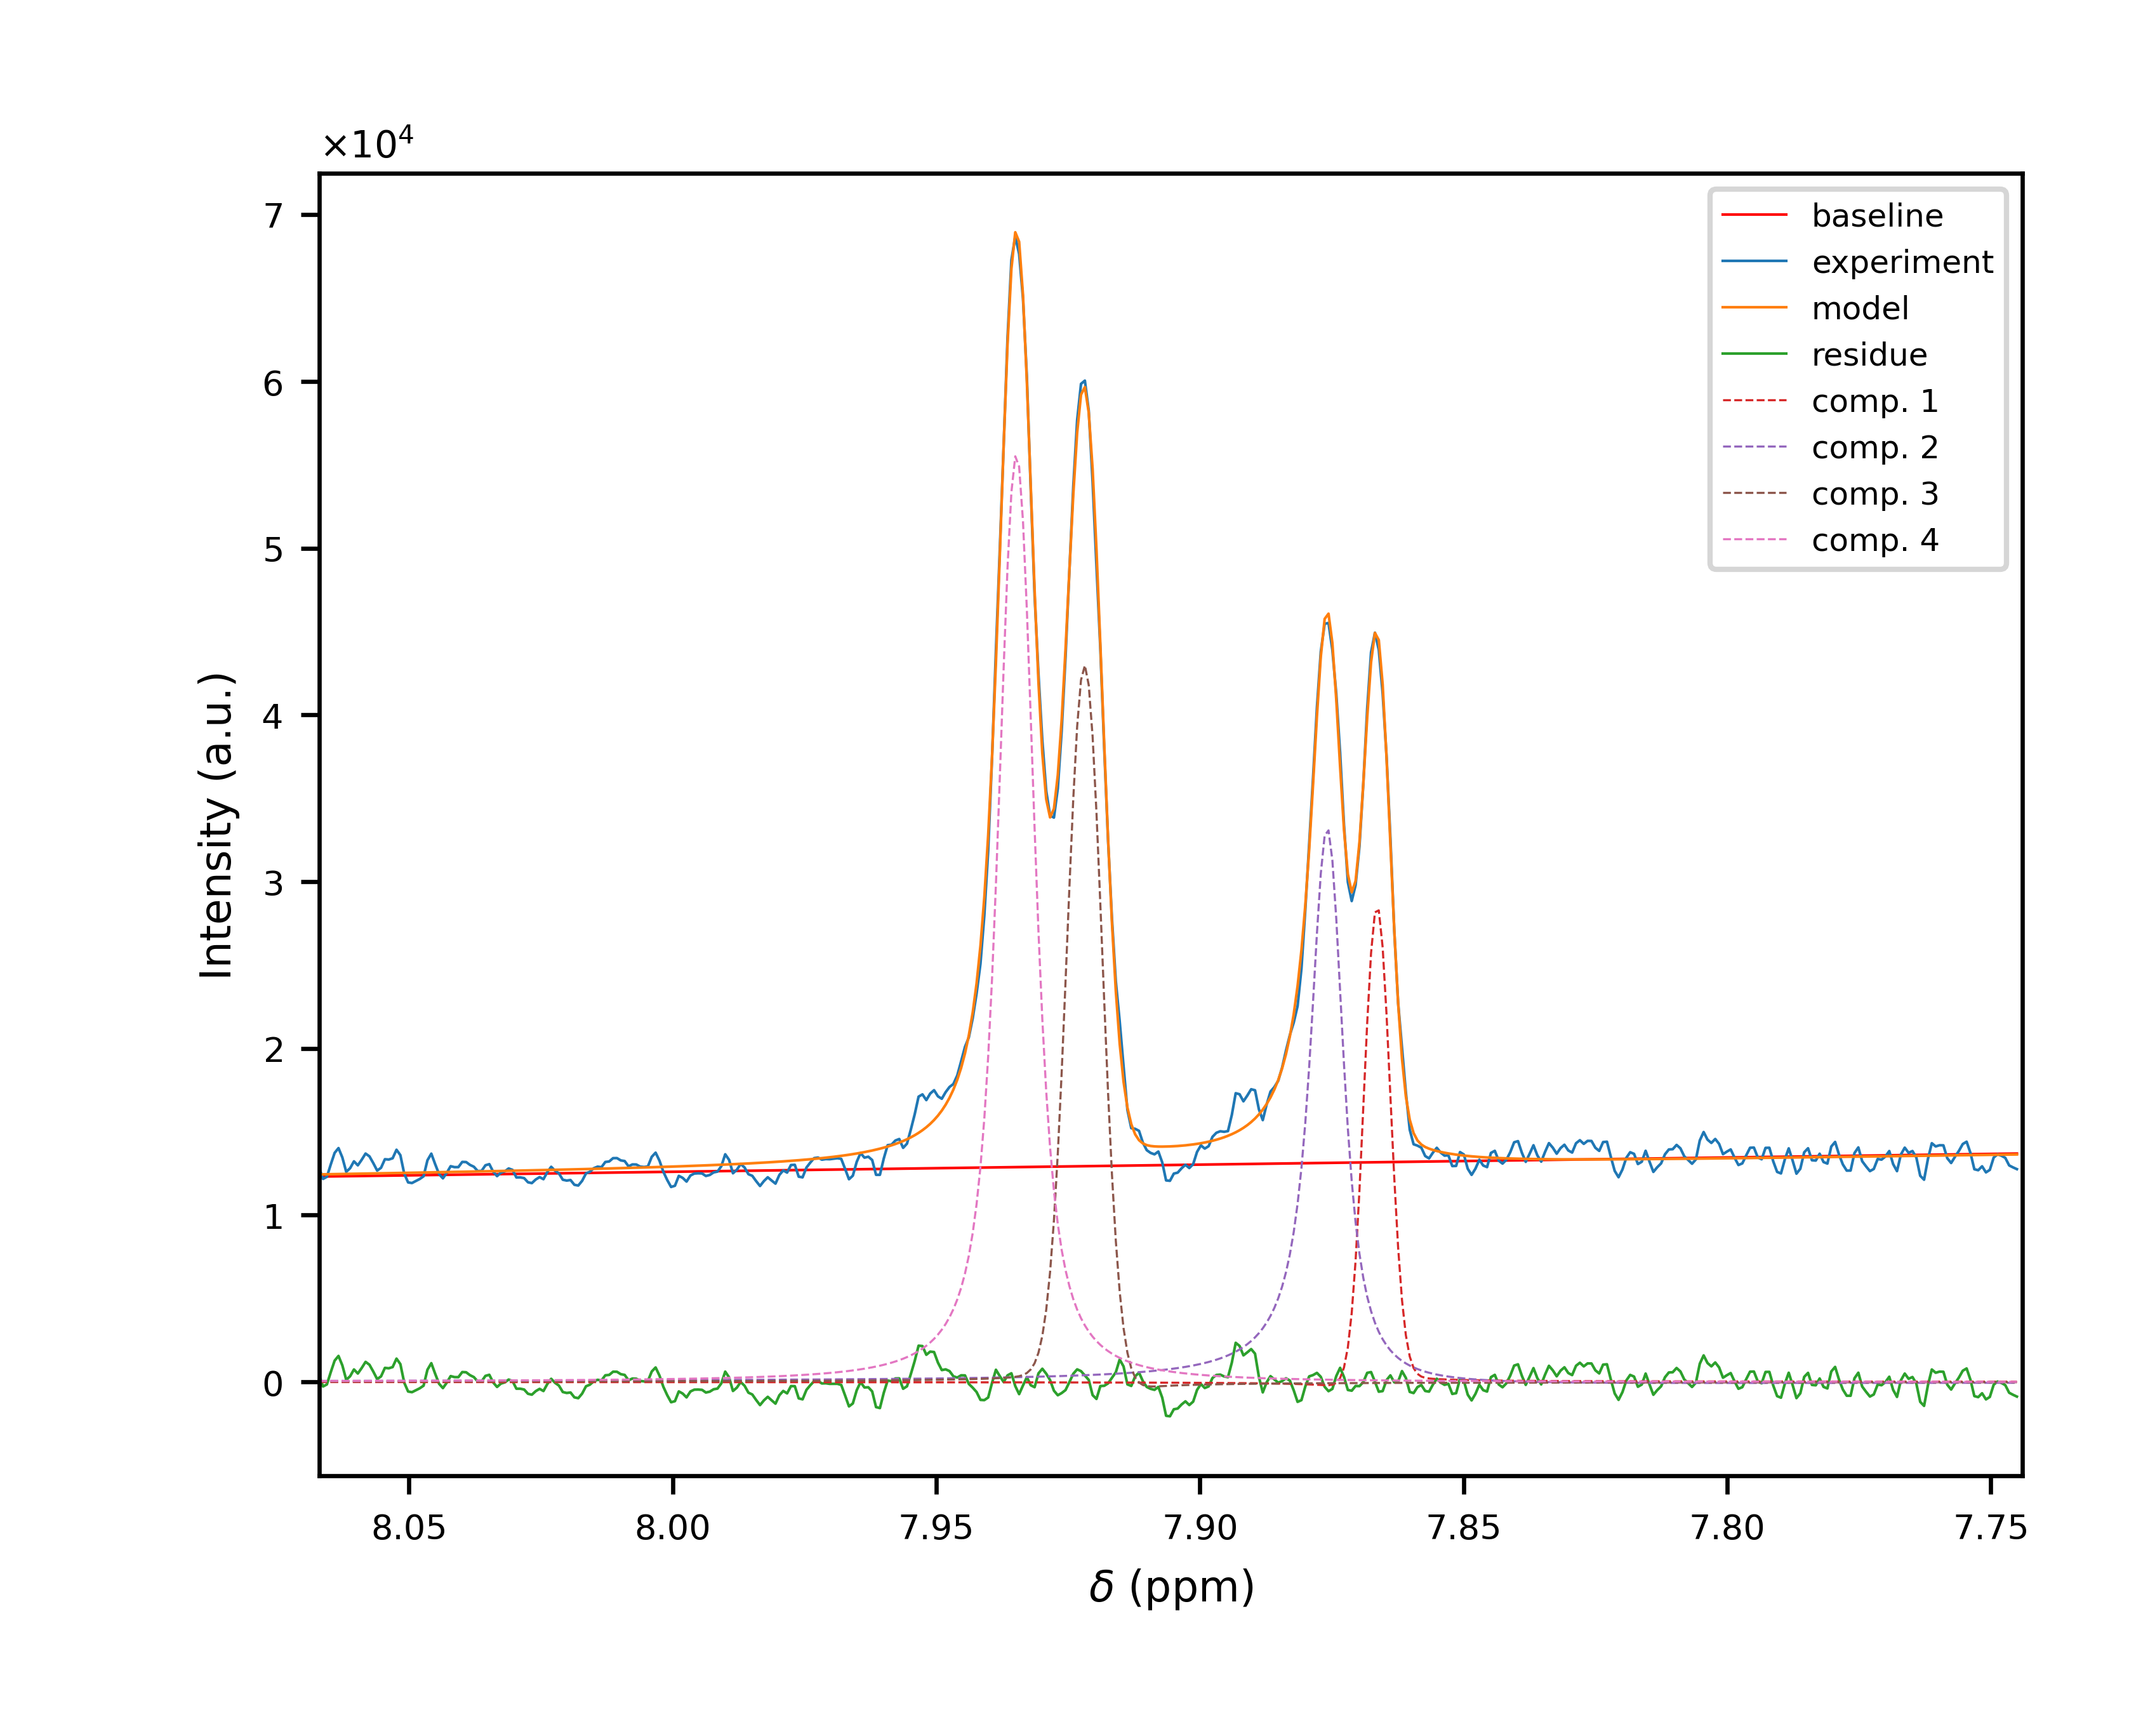 ×10⁴
7
6
5
4
3
2
1
0
Intensity (a.u.)
baseline
experiment
model
residue
comp. 1
comp. 2
comp. 3
comp. 4
8.05 8.00 7.95 7.90 7.85 7.80 7.75
δ (ppm)